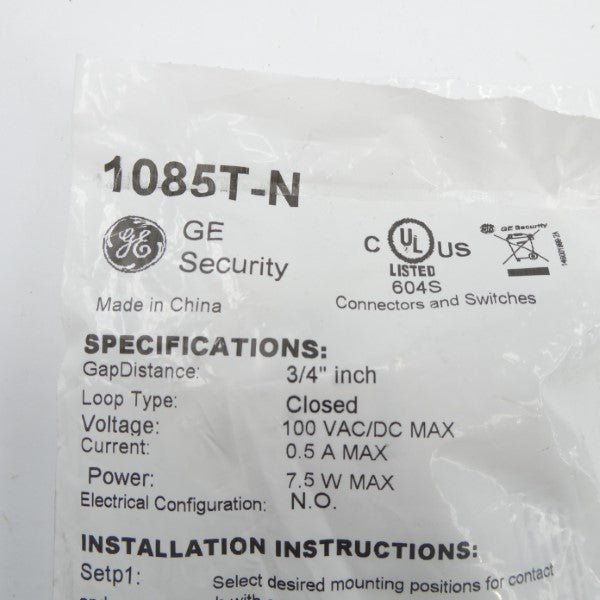 1085T-N
GE
GE
Security
Made in China
C UL US
LISTED
604S
Connectors and Switches
GE Security
SPECIFICATIONS:
GapDistance: 3/4" inch
Loop Type: Closed
Voltage: 100 VAC/DC MAX
Current: 0.5 A MAX
Power: 7.5 W MAX
Electrical Configuration: N.O.
INSTALLATION INSTRUCTIONS:
Setp1: Select desired mounting positions for contact